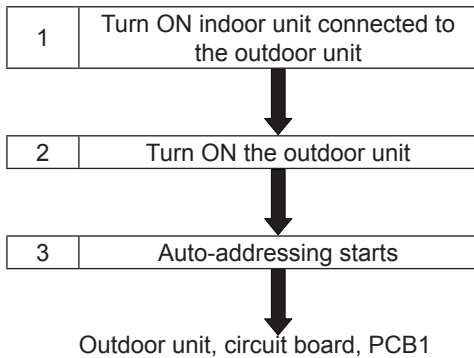 1
Turn ON indoor unit connected to
the outdoor unit
2 Turn ON the outdoor unit
3 Auto-addressing starts
Outdoor unit, circuit board, PCB1